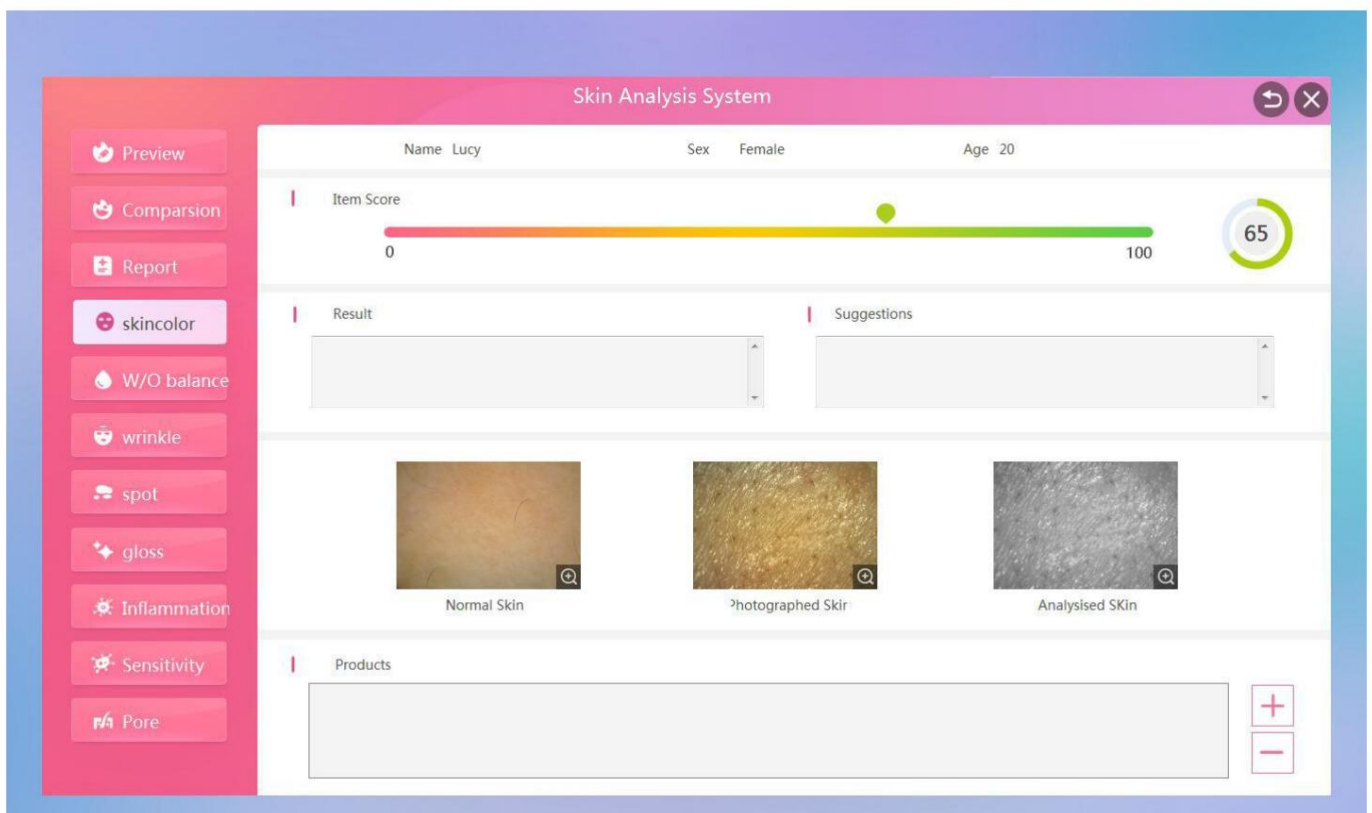 Skin Analysis System
Preview
Comparsion
Report
skincolor
W/O balance
wrinkle
spot
gloss
Inflammation
Sensitivity
Pore
Name Lucy Sex Female Age 20
Item Score
0 100
65
Result Suggestions
Normal Skin Photographed Skir Analysised SKin
Products